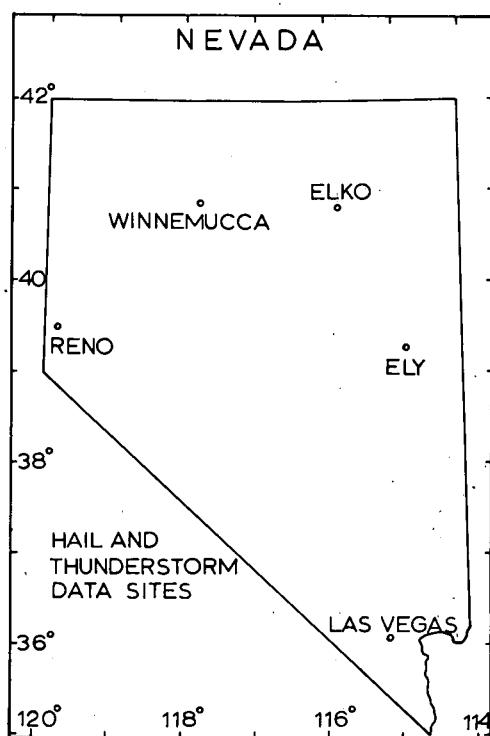 NEVADA
42°
ELKO
WINNEMUCCA
40°
RENO
ELY
38°
HAIL AND
THUNDERSTORM
DATA SITES
LAS VEGAS
36°
120°
118°
116°
114°